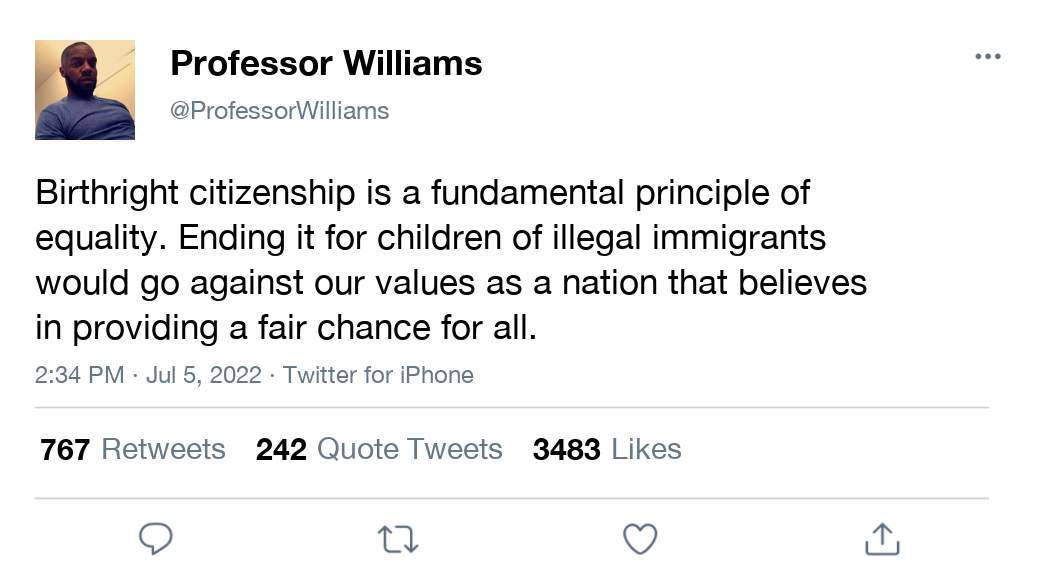 Professor Williams
@ProfessorWilliams
Birthright citizenship is a fundamental principle of
equality. Ending it for children of illegal immigrants
would go against our values as a nation that believes
in providing a fair chance for all.
2:34 PM · Jul 5, 2022 · Twitter for iPhone
767 Retweets 242 Quote Tweets 3483 Likes